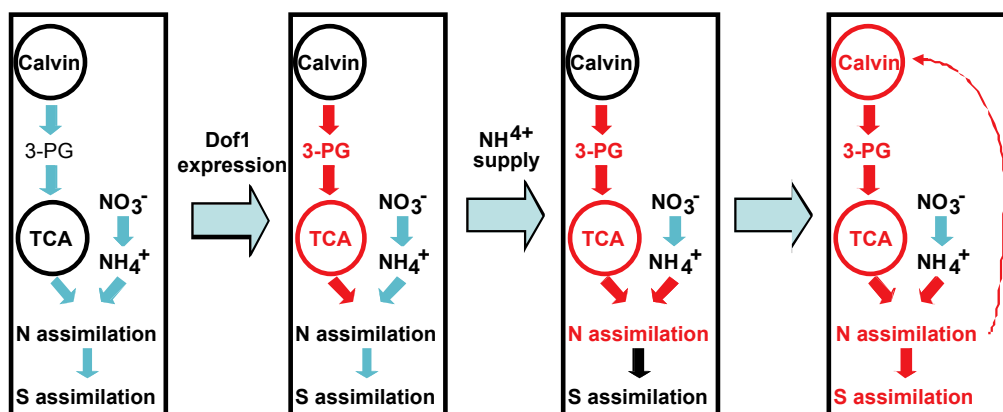 Calvin
3-PG
TCA
NO₃⁻
NH₄⁺
N assimilation
S assimilation
Dof1
expression
Calvin
3-PG
TCA
NO₃⁻
NH₄⁺
N assimilation
S assimilation
NH⁴⁺
supply
Calvin
3-PG
TCA
NO₃⁻
NH₄⁺
N assimilation
S assimilation
Calvin
3-PG
TCA
NO₃⁻
NH₄⁺
N assimilation
S assimilation